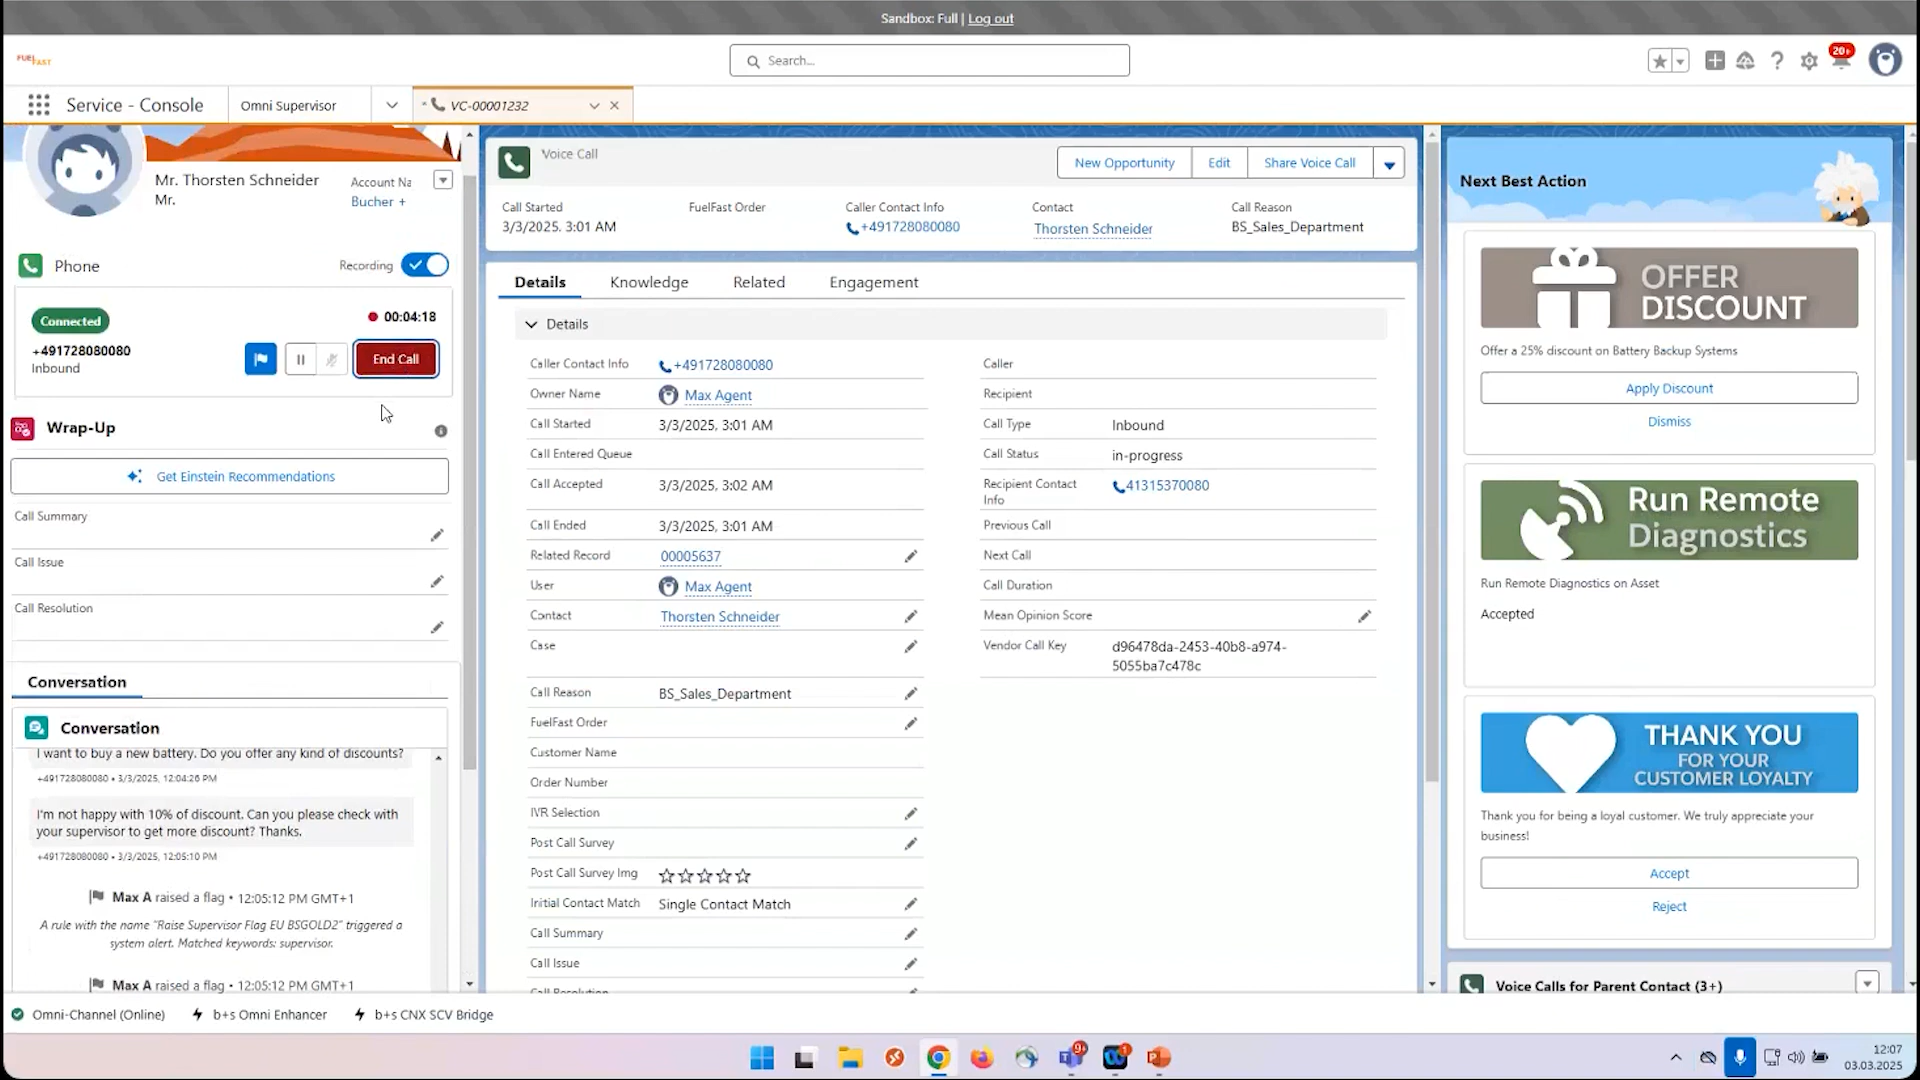 Sandbox: Full | Log out
FUELFAST
Search...
20+
Service - Console
Omni Supervisor
* VC-00001232
Mr. Thorsten Schneider
Mr.
Account Na
Bucher +
Phone
Recording
Connected
00:04:18
+491728080080
Inbound
End Call
Wrap-Up
Get Einstein Recommendations
Call Summary
Call Issue
Call Resolution
Conversation
Conversation
I want to buy a new battery. Do you offer any kind of discounts?
+491728080080 • 3/3/2025, 12:04:26 PM
I'm not happy with 10% of discount. Can you please check with
your supervisor to get more discount? Thanks.
+491728080080 • 3/3/2025, 12:05:10 PM
Max A raised a flag • 12:05:12 PM GMT+1
A rule with the name "Raise Supervisor Flag EU BSGOLD2" triggered a
system alert. Matched keywords: supervisor.
Max A raised a flag • 12:05:12 PM GMT+1
Voice Call
New Opportunity
Edit
Share Voice Call
Call Started
3/3/2025. 3:01 AM
FuelFast Order
Caller Contact Info
+491728080080
Contact
Thorsten Schneider
Call Reason
BS_Sales_Department
Details
Knowledge
Related
Engagement
Details
Caller Contact Info +491728080080
Owner Name Max Agent
Call Started 3/3/2025, 3:01 AM
Call Entered Queue
Call Accepted 3/3/2025, 3:02 AM
Call Ended 3/3/2025, 3:01 AM
Related Record 00005637
User Max Agent
Contact Thorsten Schneider
Case
Call Reason BS_Sales_Department
FuelFast Order
Customer Name
Order Number
IVR Selection
Post Call Survey
Post Call Survey Img
Initial Contact Match Single Contact Match
Call Summary
Call Issue
Call Resolution
Caller
Recipient
Call Type Inbound
Call Status in-progress
Recipient Contact
Info
41315370080
Previous Call
Next Call
Call Duration
Mean Opinion Score
Vendor Call Key d96478da-2453-40b8-a974-
5055ba7c478c
Next Best Action
OFFER
DISCOUNT
Offer a 25% discount on Battery Backup Systems
Apply Discount
Dismiss
Run Remote
Diagnostics
Run Remote Diagnostics on Asset
Accepted
THANK YOU
FOR YOUR
CUSTOMER LOYALTY
Thank you for being a loyal customer. We truly appreciate your
business!
Accept
Reject
Voice Calls for Parent Contact (3+)
Omni-Channel (Online)
b+s Omni Enhancer
b+s CNX SCV Bridge
9+
1
12:07
03.03.2025